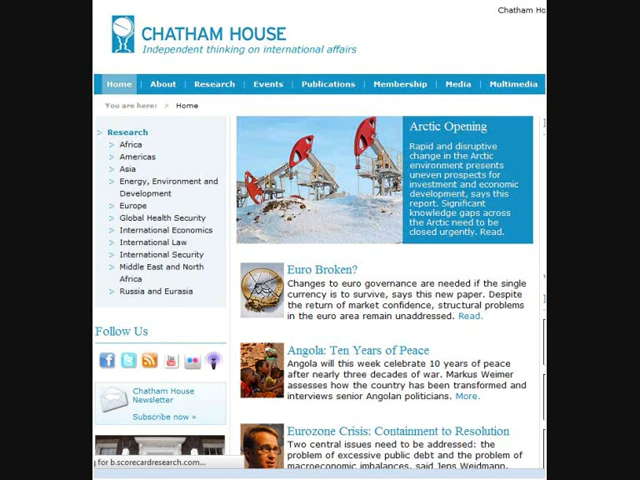 Chatham Ho
CHATHAM HOUSE
Independent thinking on international affairs
Home | About | Research | Events | Publications | Membership | Media | Multimedia
You are here: > Home
> Research
> Africa
> Americas
> Asia
> Energy, Environment and
Development
> Europe
> Global Health Security
> International Economics
> International Law
> International Security
> Middle East and North
Africa
> Russia and Eurasia
Follow Us
Chatham House
Newsletter
Subscribe now >
Arctic Opening
Rapid and disruptive
change in the Arctic
environment presents
uneven prospects for
investment and economic
development, says this
report. Significant
knowledge gaps across
the Arctic need to be
closed urgently. Read.
Euro Broken?
Changes to euro governance are needed if the single
currency is to survive, says this new paper. Despite
the return of market confidence, structural problems
in the euro area remain unaddressed. Read.
Angola: Ten Years of Peace
Angola will this week celebrate 10 years of peace
after nearly three decades of war. Markus Weimer
assesses how the country has been transformed and
interviews senior Angolan politicians. More.
Eurozone Crisis: Containment to Resolution
Two central issues need to be addressed: the
problem of excessive public debt and the problem of
macroeconomic imbalances, said Jens Weidmann,
g for b.scorecardresearch.com...